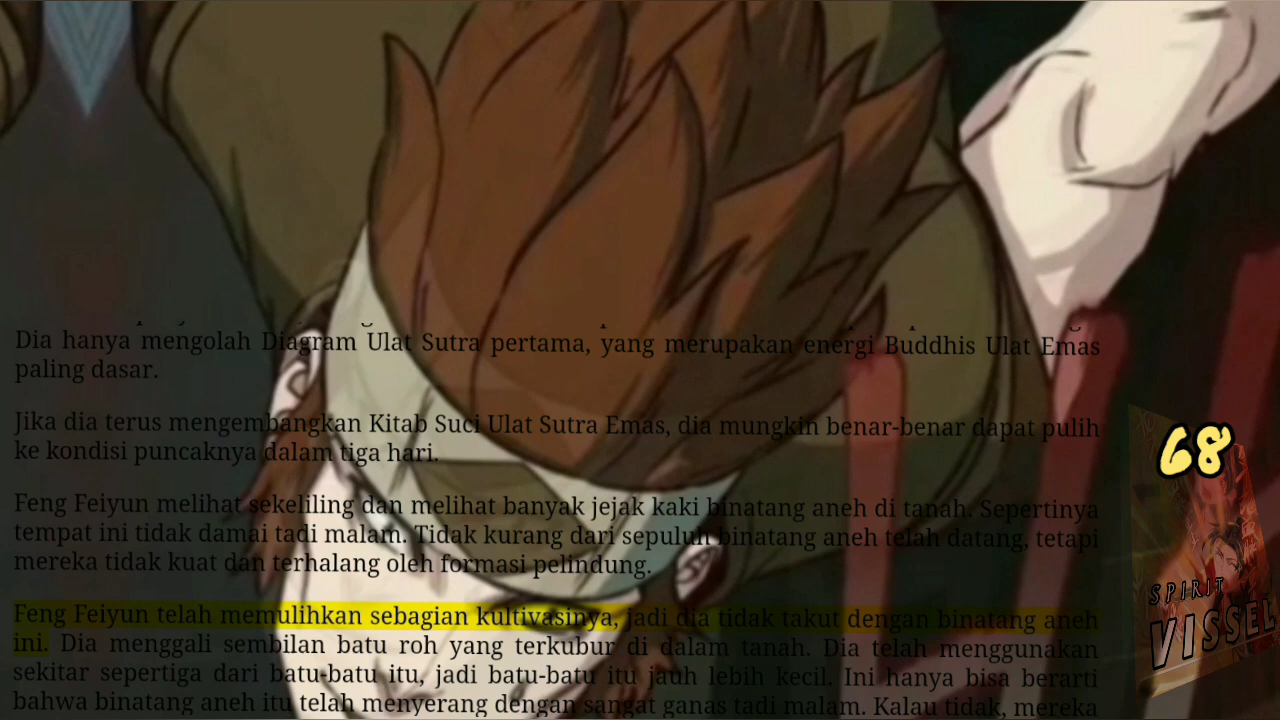 Dia hanya mengolah Diagram Ulat Sutra pertama, yang merupakan energi Buddhis Ulat Emas
paling dasar.
Jika dia terus mengembangkan Kitab Suci Ulat Sutra Emas, dia mungkin benar-benar dapat pulih
ke kondisi puncaknya dalam tiga hari.
Feng Feiyun melihat sekeliling dan melihat banyak jejak kaki binatang aneh di tanah. Sepertinya
tempat ini tidak damai tadi malam. Tidak kurang dari sepuluh binatang aneh telah datang, tetapi
mereka tidak kuat dan terhalang oleh formasi pelindung.
Feng Feiyun telah memulihkan sebagian kultivasinya, jadi dia tidak takut dengan binatang aneh
ini. Dia menggali sembilan batu roh yang terkubur di dalam tanah. Dia telah menggunakan
sekitar sepertiga dari batu-batu itu, jadi batu-batu itu jauh lebih kecil. Ini hanya bisa berarti
bahwa binatang aneh itu telah menyerang dengan sangat ganas tadi malam. Kalau tidak, mereka
68
SPIRIT
VISSEL